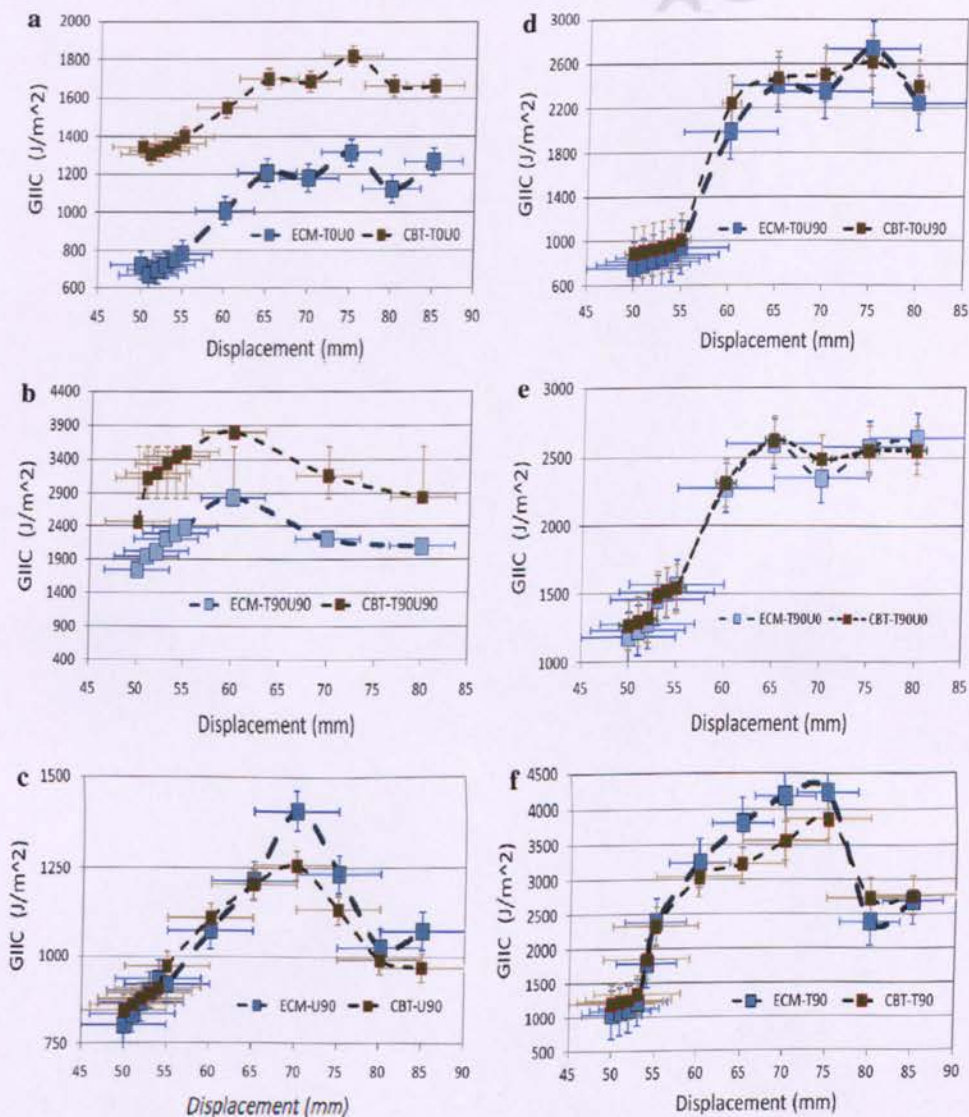 a
2000
1800
1600
1400
1200
1000
800
600
GIIC (J/m^2)
ECM-T0U0 CBT-T0U0
45 50 55 60 65 70 75 80 85 90
Displacement (mm)
d
3000
2600
2200
1800
1400
1000
600
GIIC (J/m^2)
ECM-T0U90 CBT-T0U90
45 50 55 60 65 70 75 80 85
Displacement (mm)
b
4400
3900
3400
2900
2400
1900
1400
900
400
GIIC (J/m^2)
ECM-T90U90 CBT-T90U90
45 50 55 60 65 70 75 80 85
Displacement (mm)
e
3000
2500
2000
1500
1000
GIIC (J/m^2)
ECM-T90U0 CBT-T90U0
45 50 55 60 65 70 75 80 85
Displacement (mm)
c
1500
1250
1000
750
GIIC (J/m^2)
ECM-U90 CBT-U90
45 50 55 60 65 70 75 80 85 90
Displacement (mm)
f
4500
4000
3500
3000
2500
2000
1500
1000
500
GIIC (J/m^2)
ECM-T90 CBT-T90
45 50 55 60 65 70 75 80 85 90
Displacement (mm)